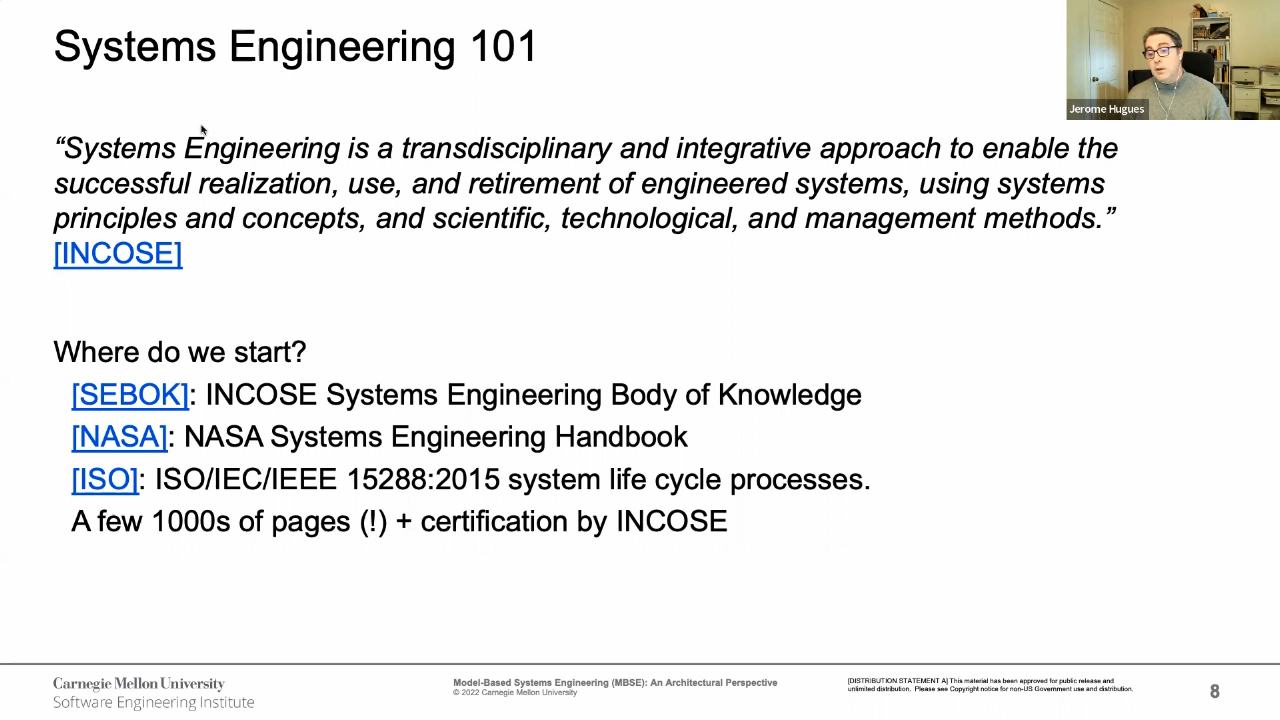 Systems Engineering 101
Jerome Hugues
“Systems Engineering is a transdisciplinary and integrative approach to enable the
successful realization, use, and retirement of engineered systems, using systems
principles and concepts, and scientific, technological, and management methods.”
[INCOSE]
Where do we start?
[SEBOK]: INCOSE Systems Engineering Body of Knowledge
[NASA]: NASA Systems Engineering Handbook
[ISO]: ISO/IEC/IEEE 15288:2015 system life cycle processes.
A few 1000s of pages (!) + certification by INCOSE
Carnegie Mellon University
Software Engineering Institute
Model-Based Systems Engineering (MBSE): An Architectural Perspective
© 2022 Carnegie Mellon University
[DISTRIBUTION STATEMENT A] This material has been approved for public release and
unlimited distribution. Please see Copyright notice for non-US Government use and distribution.
8